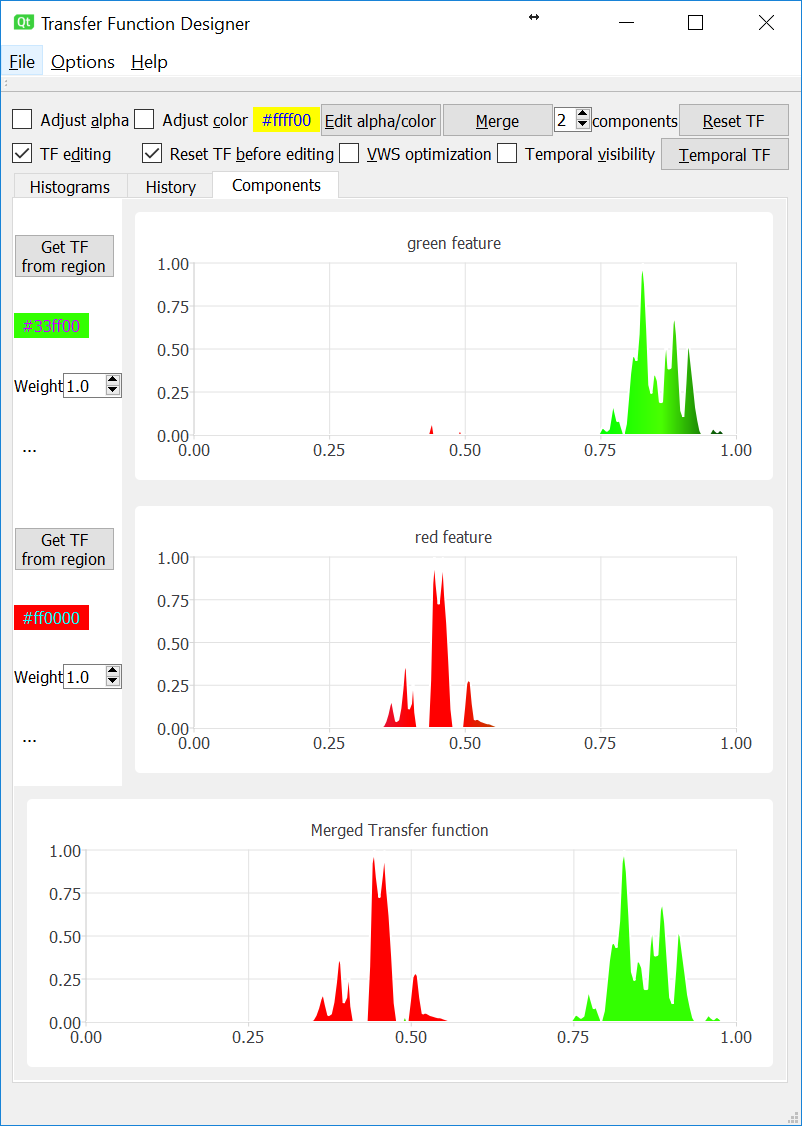 Qt Transfer Function Designer
File Options Help
Adjust alpha Adjust color #ffff00 Edit alpha/color Merge 2 components Reset TF
TF editing Reset TF before editing VWS optimization Temporal visibility Temporal TF
Histograms History Components
Get TF
from region
#33ff00
Weight 1.0
...
green feature
1.00
0.75
0.50
0.25
0.00
0.00 0.25 0.50 0.75 1.00
Get TF
from region
#ff0000
Weight 1.0
...
red feature
1.00
0.75
0.50
0.25
0.00
0.00 0.25 0.50 0.75 1.00
Merged Transfer function
1.00
0.75
0.50
0.25
0.00
0.00 0.25 0.50 0.75 1.00